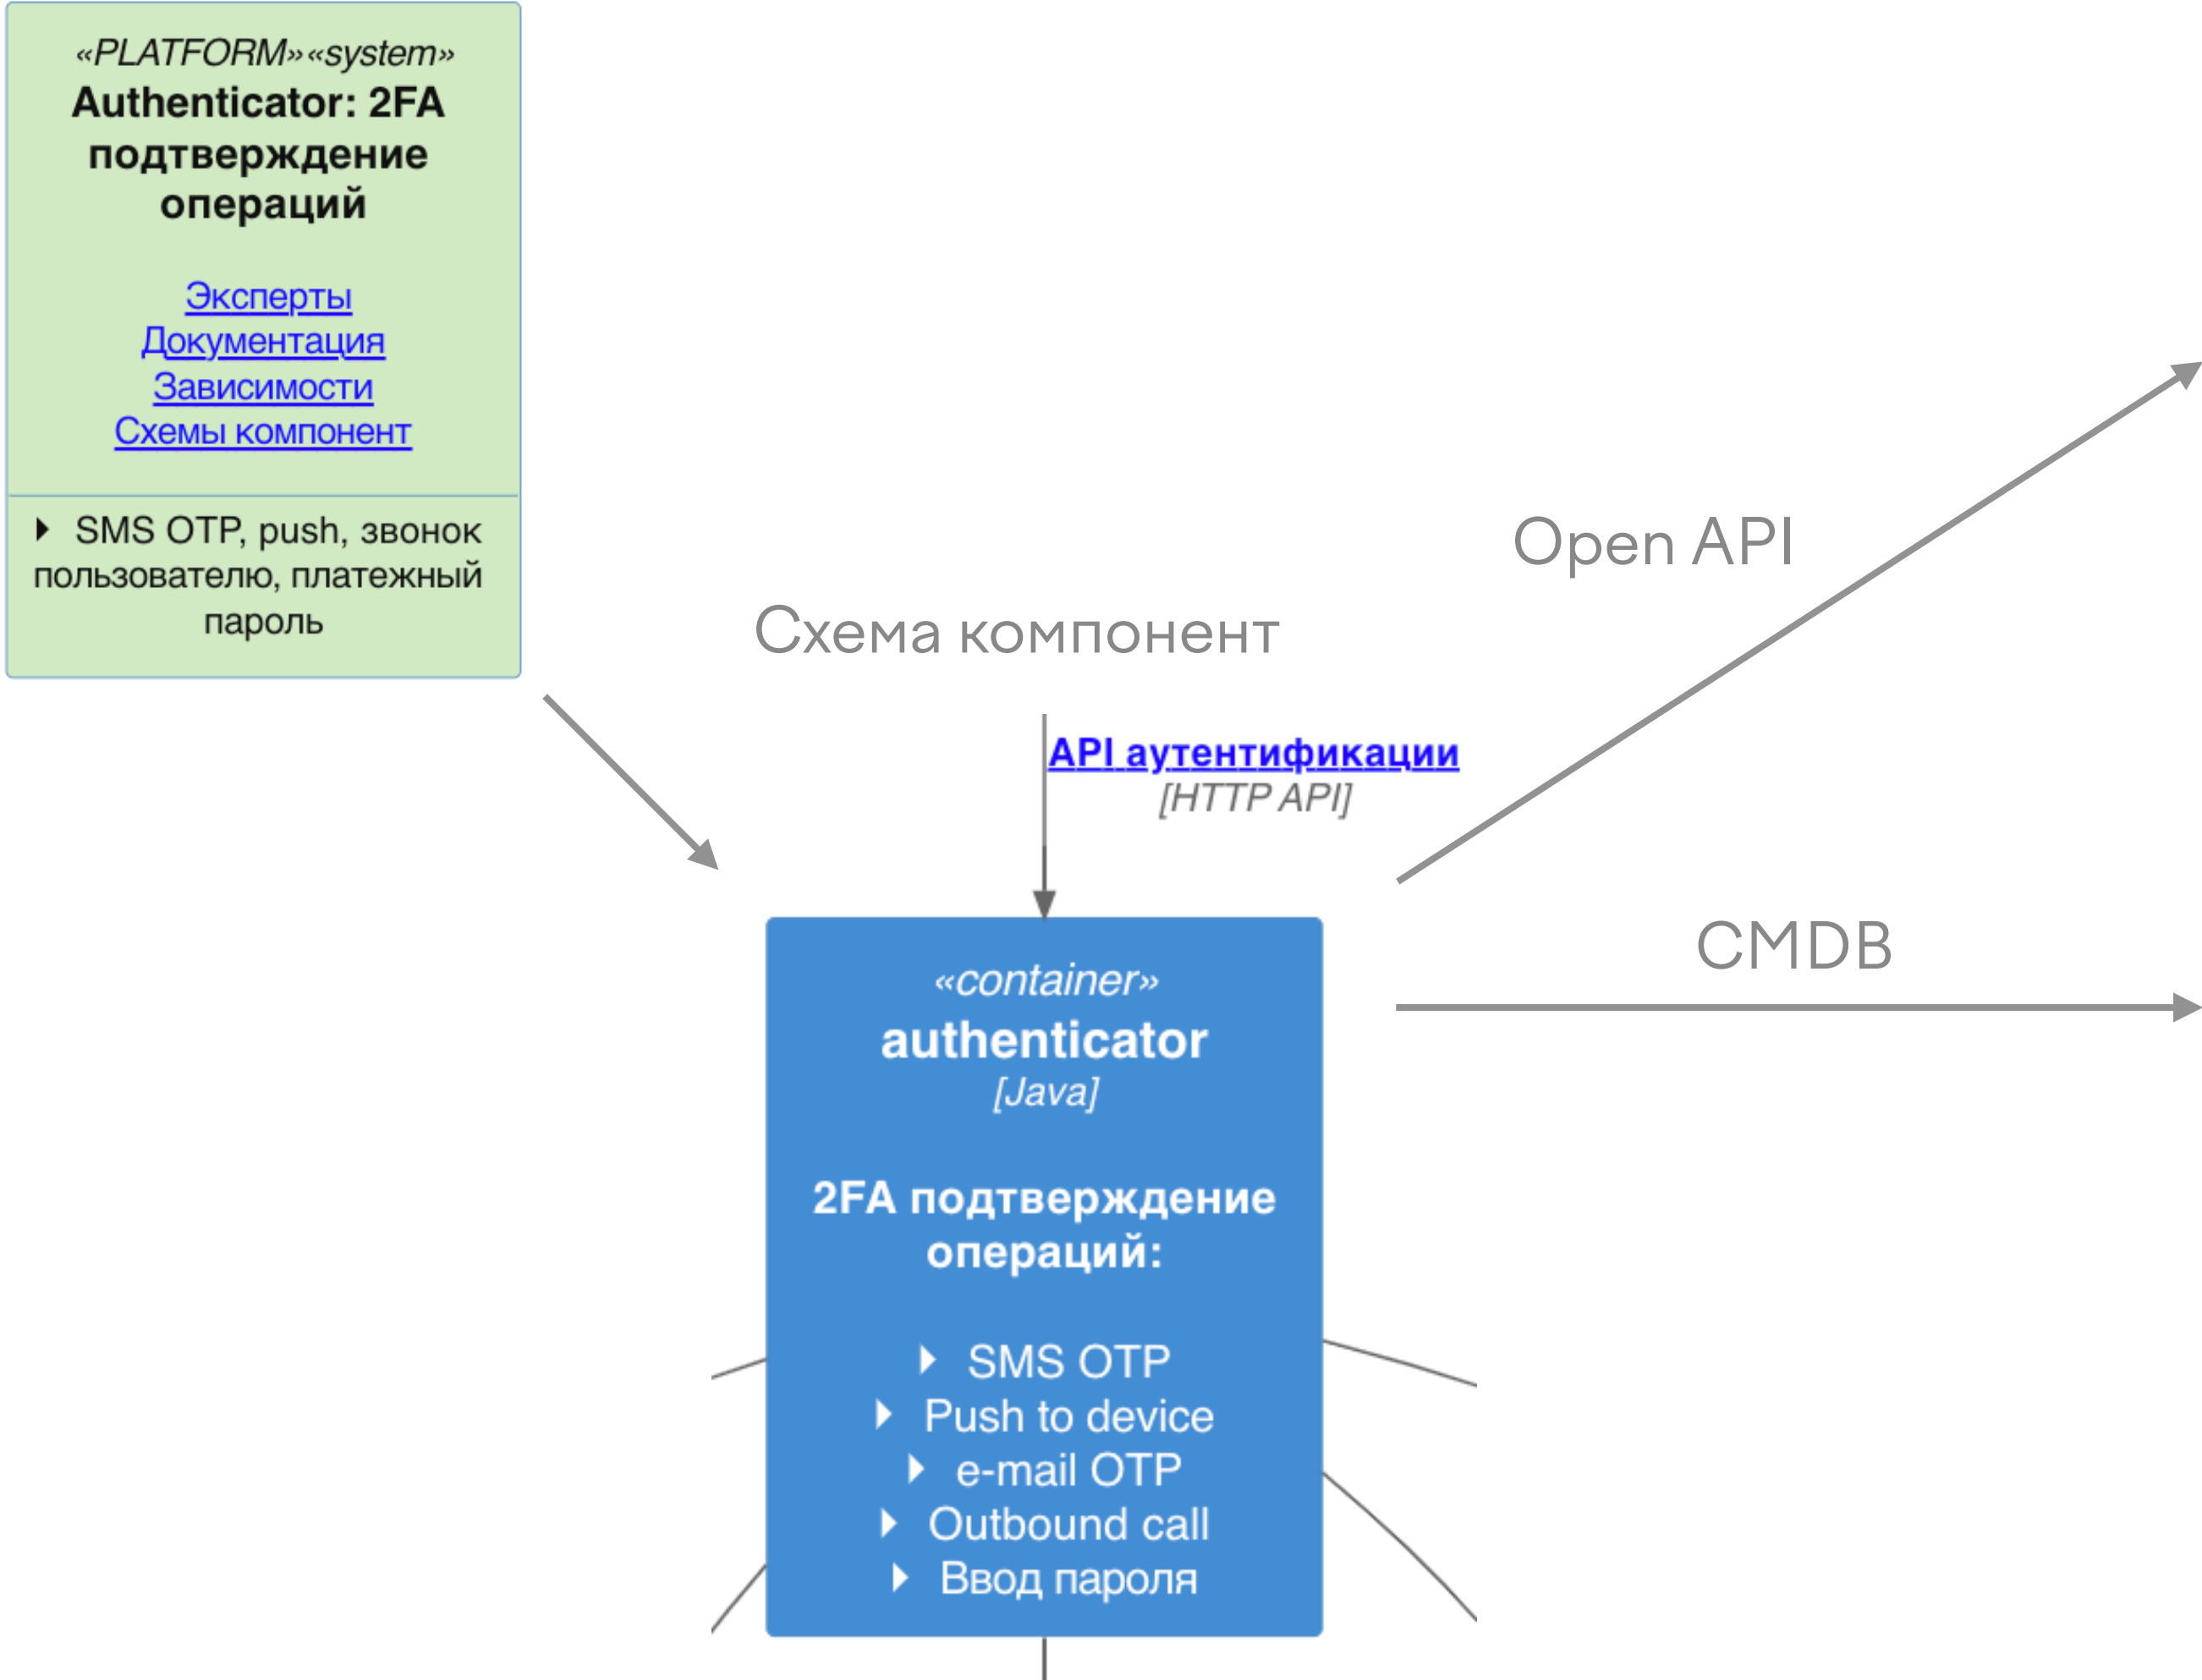 «PLATFORM» «system»
Authenticator: 2FA
подтверждение
операций
Эксперты
Документация
Зависимости
Схемы компонент
SMS OTP, push, звонок
пользователю, платежный
пароль
Схема компонент
API аутентификации
[HTTP API]
Open API
CMDB
«container»
authenticator
[Java]
2FA подтверждение
операций:
SMS OTP
Push to device
e-mail OTP
Outbound call
Ввод пароля